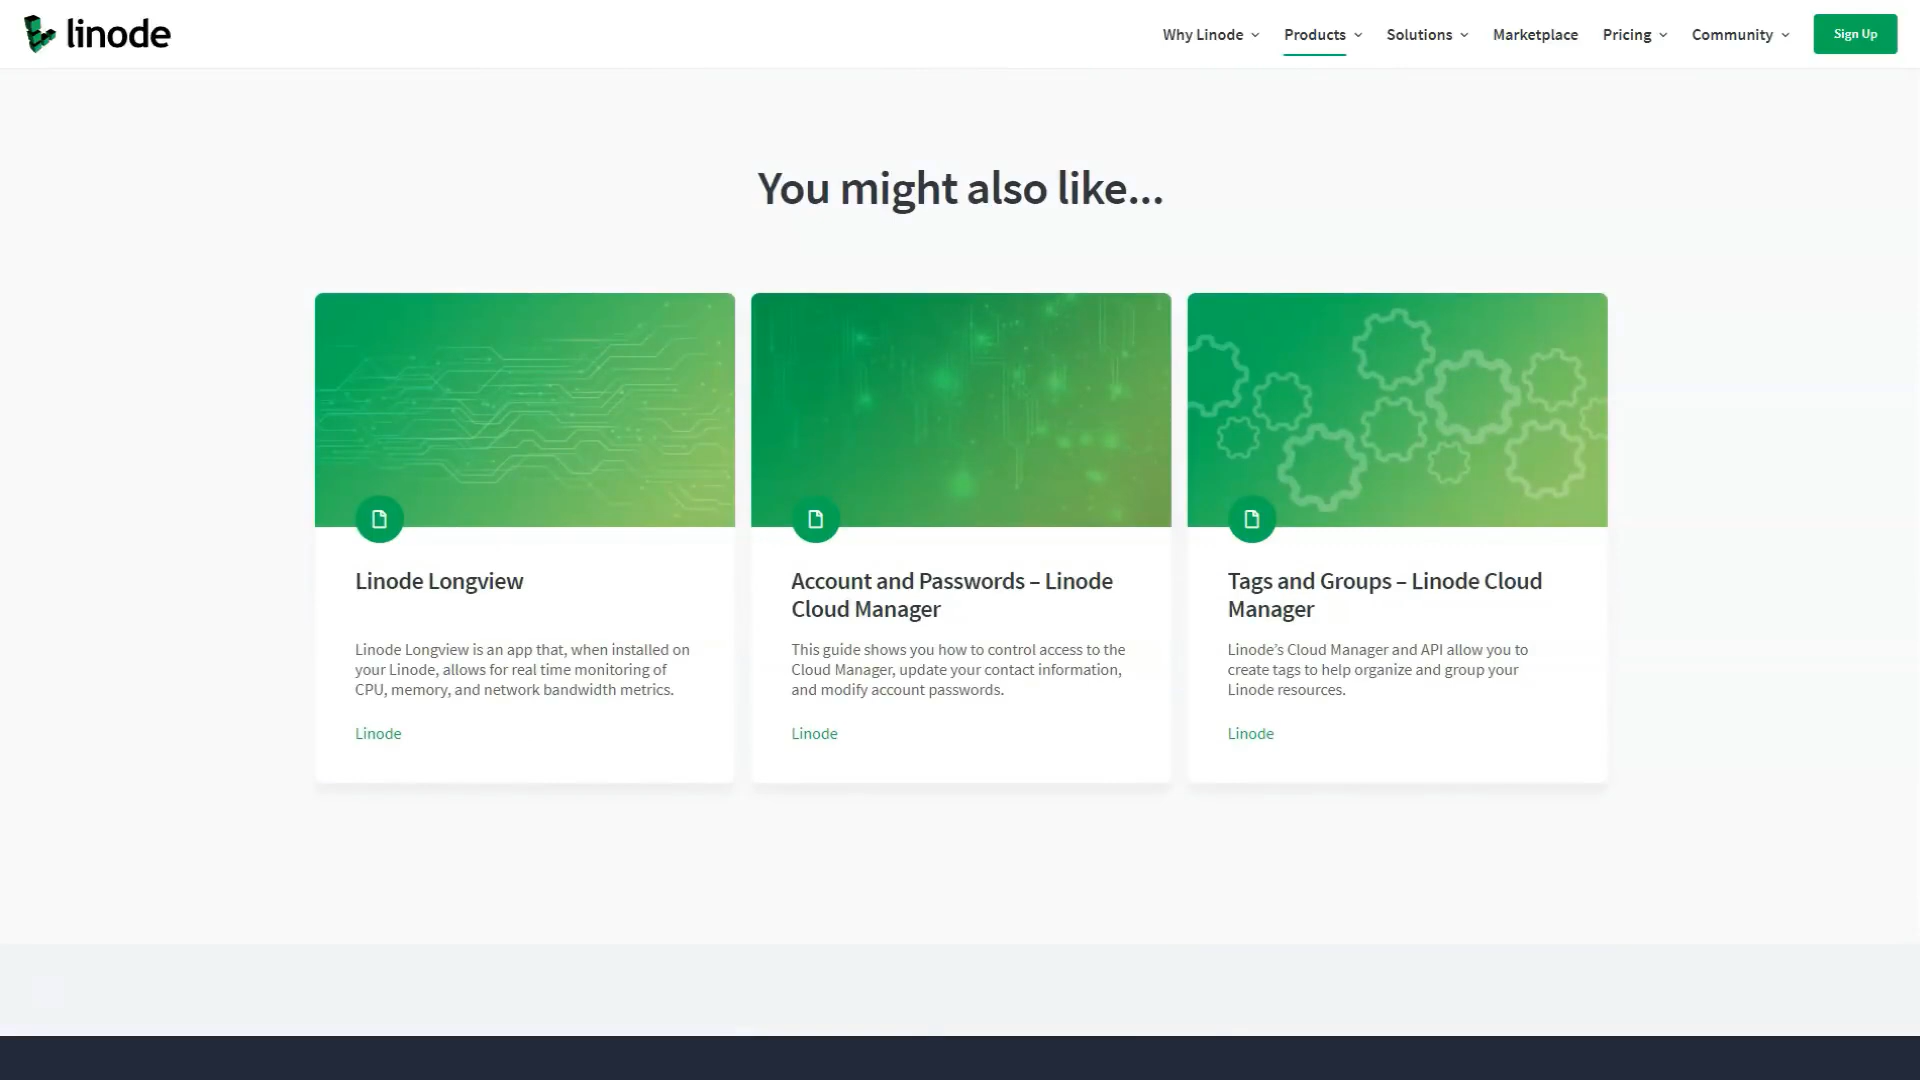 linode
Why Linode
Products
Solutions
Marketplace
Pricing
Community
Sign Up
You might also like...
Linode Longview
Linode Longview is an app that, when installed on
your Linode, allows for real time monitoring of
CPU, memory, and network bandwidth metrics.
Linode
Account and Passwords – Linode
Cloud Manager
This guide shows you how to control access to the
Cloud Manager, update your contact information,
and modify account passwords.
Linode
Tags and Groups – Linode Cloud
Manager
Linode’s Cloud Manager and API allow you to
create tags to help organize and group your
Linode resources.
Linode